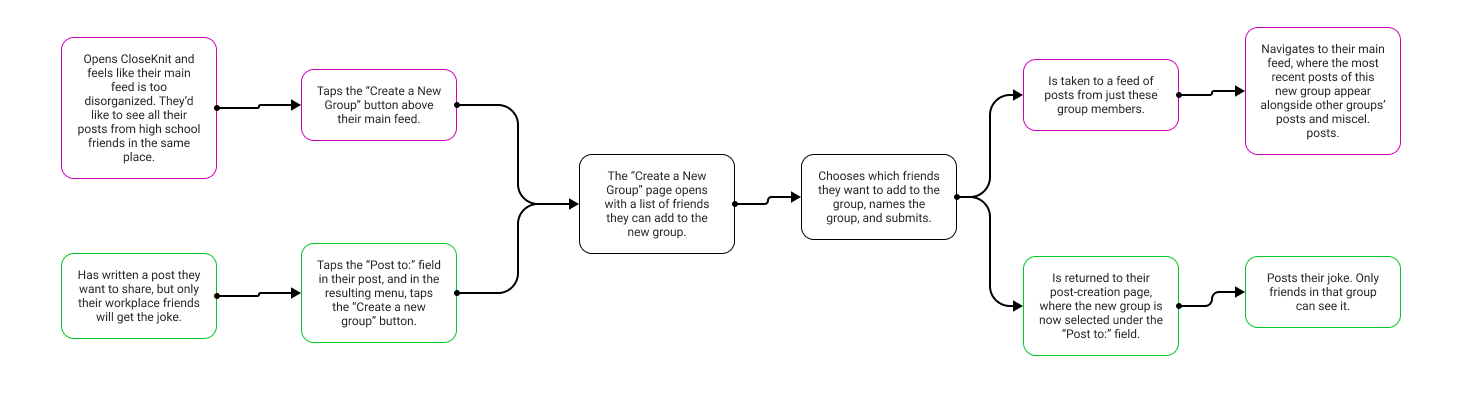 Opens CloseKnit and
feels like their main
feed is too
disorganized. They'd
like to see all their
posts from high school
friends in the same
place.
Taps the “Create a New
Group” button above
their main feed.
Has written a post they
want to share, but only
their workplace friends
will get the joke.
Taps the “Post to:” field
in their post, and in the
resulting menu, taps
the “Create a new
group” button.
The “Create a New
Group” page opens
with a list of friends
they can add to the
new group.
Chooses which friends
they want to add to the
group, names the
group, and submits.
Is taken to a feed of
posts from just these
group members.
Navigates to their main
feed, where the most
recent posts of this
new group appear
alongside other groups’
posts and miscel.
posts.
Is returned to their
post-creation page,
where the new group is
now selected under the
“Post to:” field.
Posts their joke. Only
friends in that group
can see it.